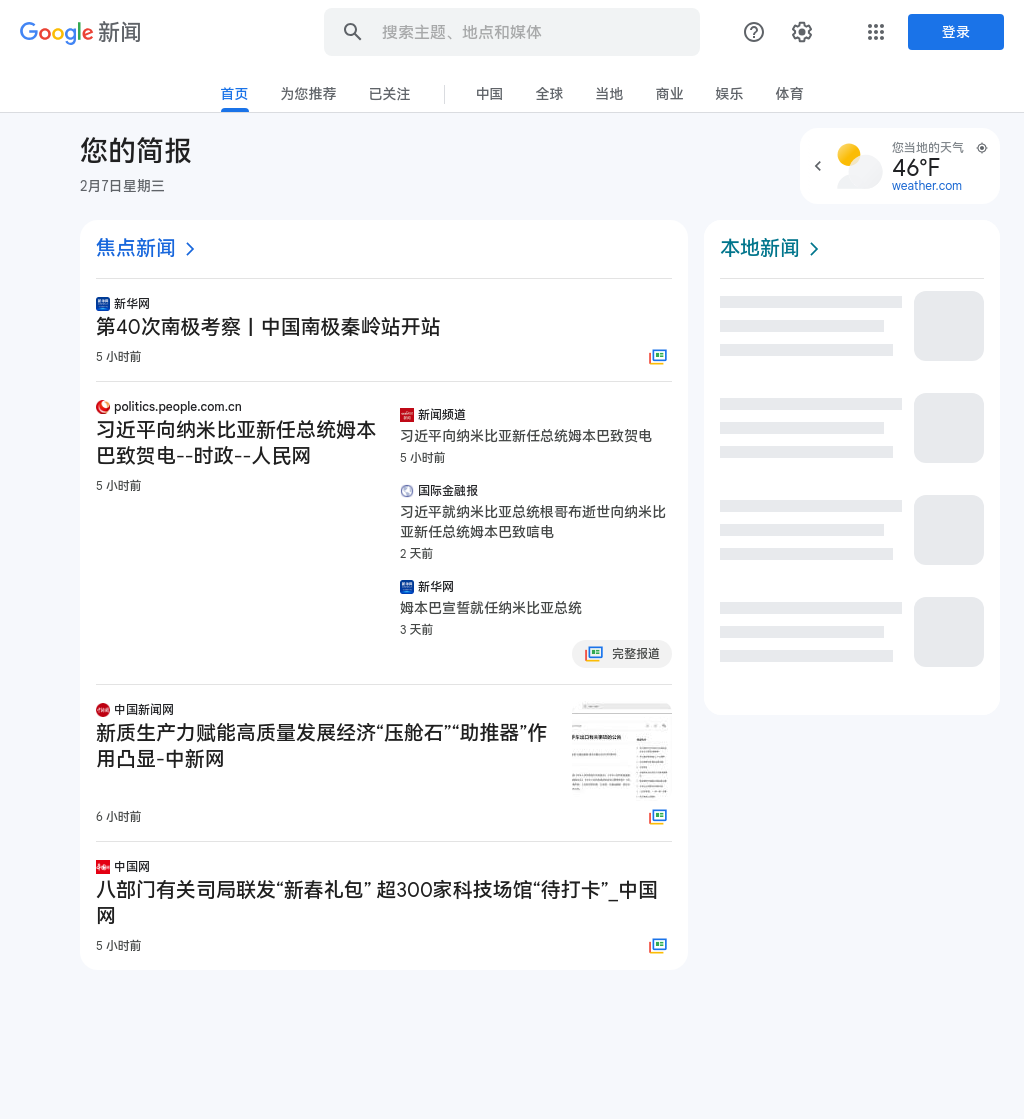 Google 新闻
搜索主题、地点和媒体
登录
首页 为您推荐 已关注 中国 全球 当地 商业 娱乐 体育
您的简报
2月7日星期三
您当地的天气
46°F
weather.com
焦点新闻
新华网
第40次南极考察丨中国南极秦岭站开站
5 小时前
politics.people.com.cn
习近平向纳米比亚新任总统姆本
巴致贺电--时政--人民网
5 小时前
新闻频道
习近平向纳米比亚新任总统姆本巴致贺电
5 小时前
国际金融报
习近平就纳米比亚总统根哥布逝世向纳米比
亚新任总统姆本巴致唁电
2 天前
新华网
姆本巴宣誓就任纳米比亚总统
3 天前
完整报道
中国新闻网
新质生产力赋能高质量发展经济“压舱石”“助推器”作
用凸显-中新网
6 小时前
中国网
八部门有关司局联发“新春礼包” 超300家科技场馆“待打卡”_中国
网
5 小时前
本地新闻